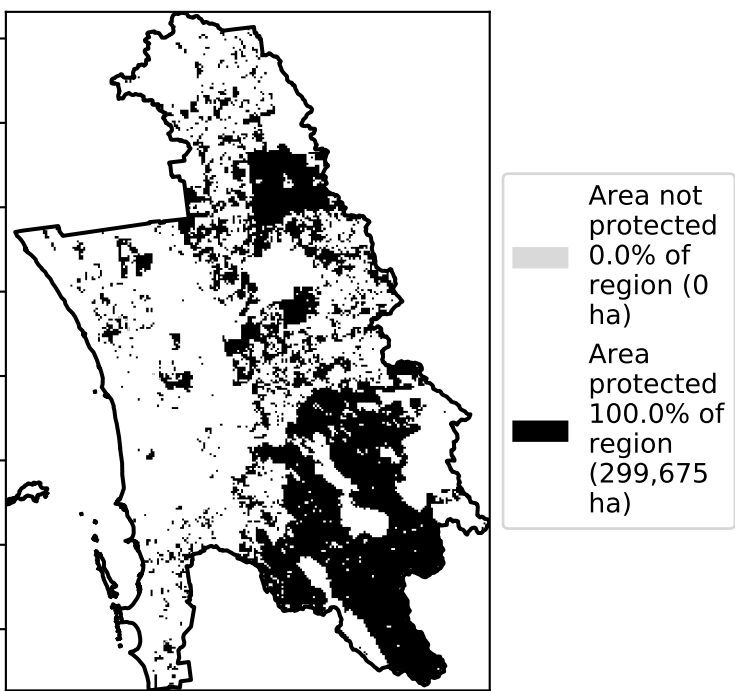 Area not
protected
0.0% of
region (0
ha)
Area
protected
100.0% of
region
(299,675
ha)